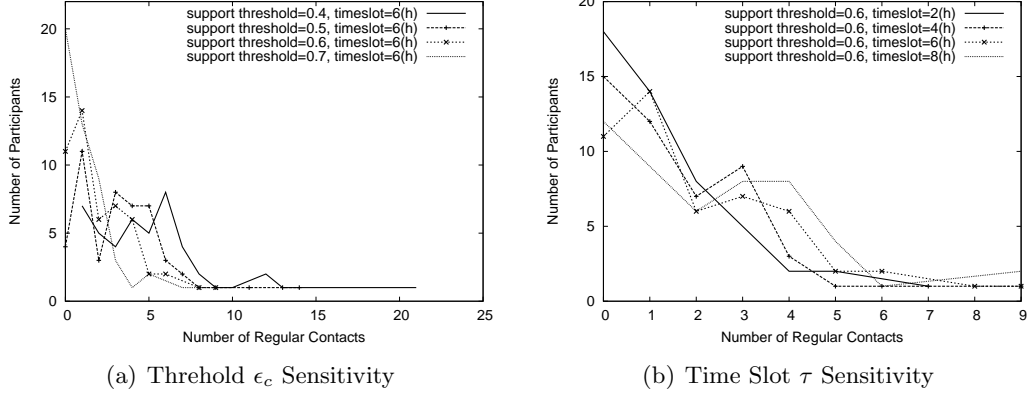 support threshold=0.4, timeslot=6(h)
support threshold=0.5, timeslot=6(h)
support threshold=0.6, timeslot=6(h)
support threshold=0.7, timeslot=6(h)
20
15
10
5
0
Number of Participants
0 5 10 15 20 25
Number of Regular Contacts
(a) Threhold ϵc Sensitivity
support threshold=0.6, timeslot=2(h)
support threshold=0.6, timeslot=4(h)
support threshold=0.6, timeslot=6(h)
support threshold=0.6, timeslot=8(h)
20
15
10
5
0
Number of Participants
0 1 2 3 4 5 6 7 8 9
Number of Regular Contacts
(b) Time Slot τ Sensitivity